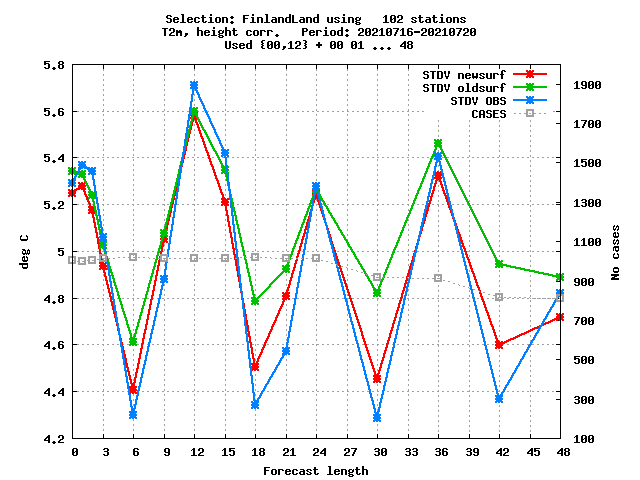 Selection: FinlandLand using 102 stations
T2m, height corr. Period: 20210716-20210720
Used {00,12} + 00 01 ... 48
STDV newsurf
STDV oldsurf
STDV OBS
CASES
deg C
5.8
5.6
5.4
5.2
5
4.8
4.6
4.4
4.2
1900
1700
1500
1300
1100
900
700
500
300
100
No cases
0 3 6 9 12 15 18 21 24 27 30 33 36 39 42 45 48
Forecast length